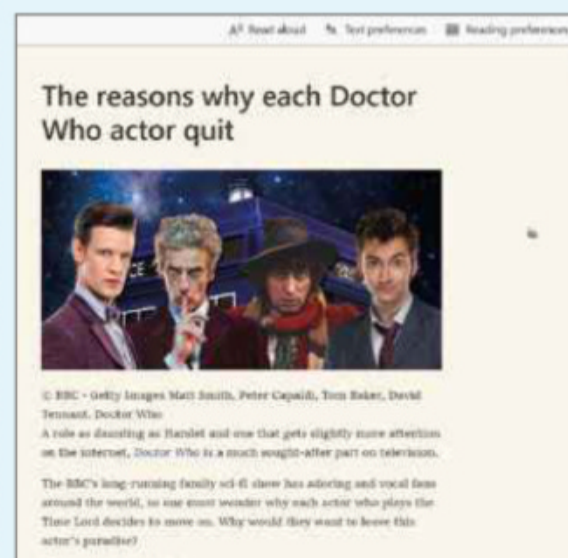 Read aloud Text preferences Reading preferences
The reasons why each Doctor
Who actor quit
CE
© BBC - Getty Images Matt Smith, Peter Capaldi, Tom Baker, David
Tennant, Doctor Who
A role as daunting as Hamlet and one that gets slightly more attention
on the internet, Doctor Who is a much sought-after part on television.
The BBC's long-running family sci-fi show has adoring and vocal fans
around the world, so one must wonder why each actor who plays the
Time Lord decides to move on. Why would they want to leave this
actor's paradise?